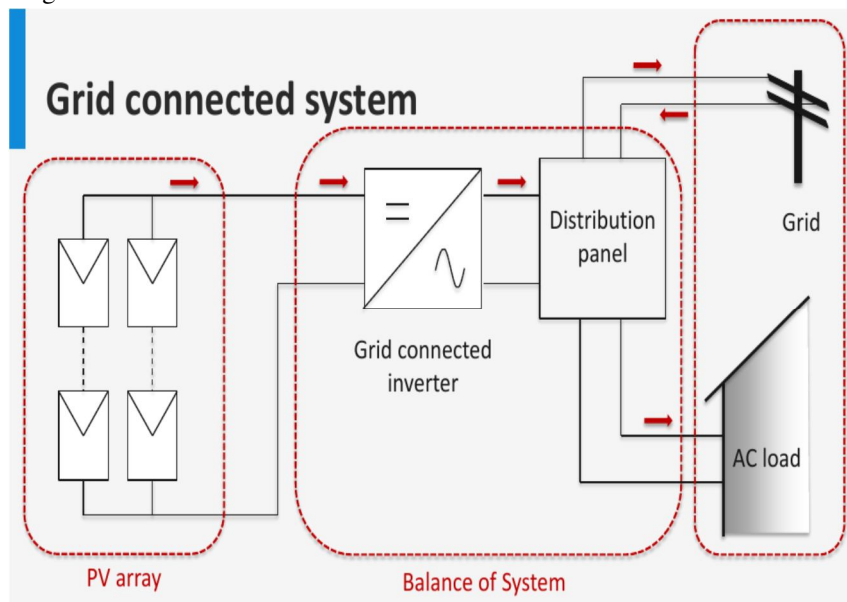 Grid connected system
Distribution
panel
Grid
Grid connected
inverter
AC load
PV array
Balance of System